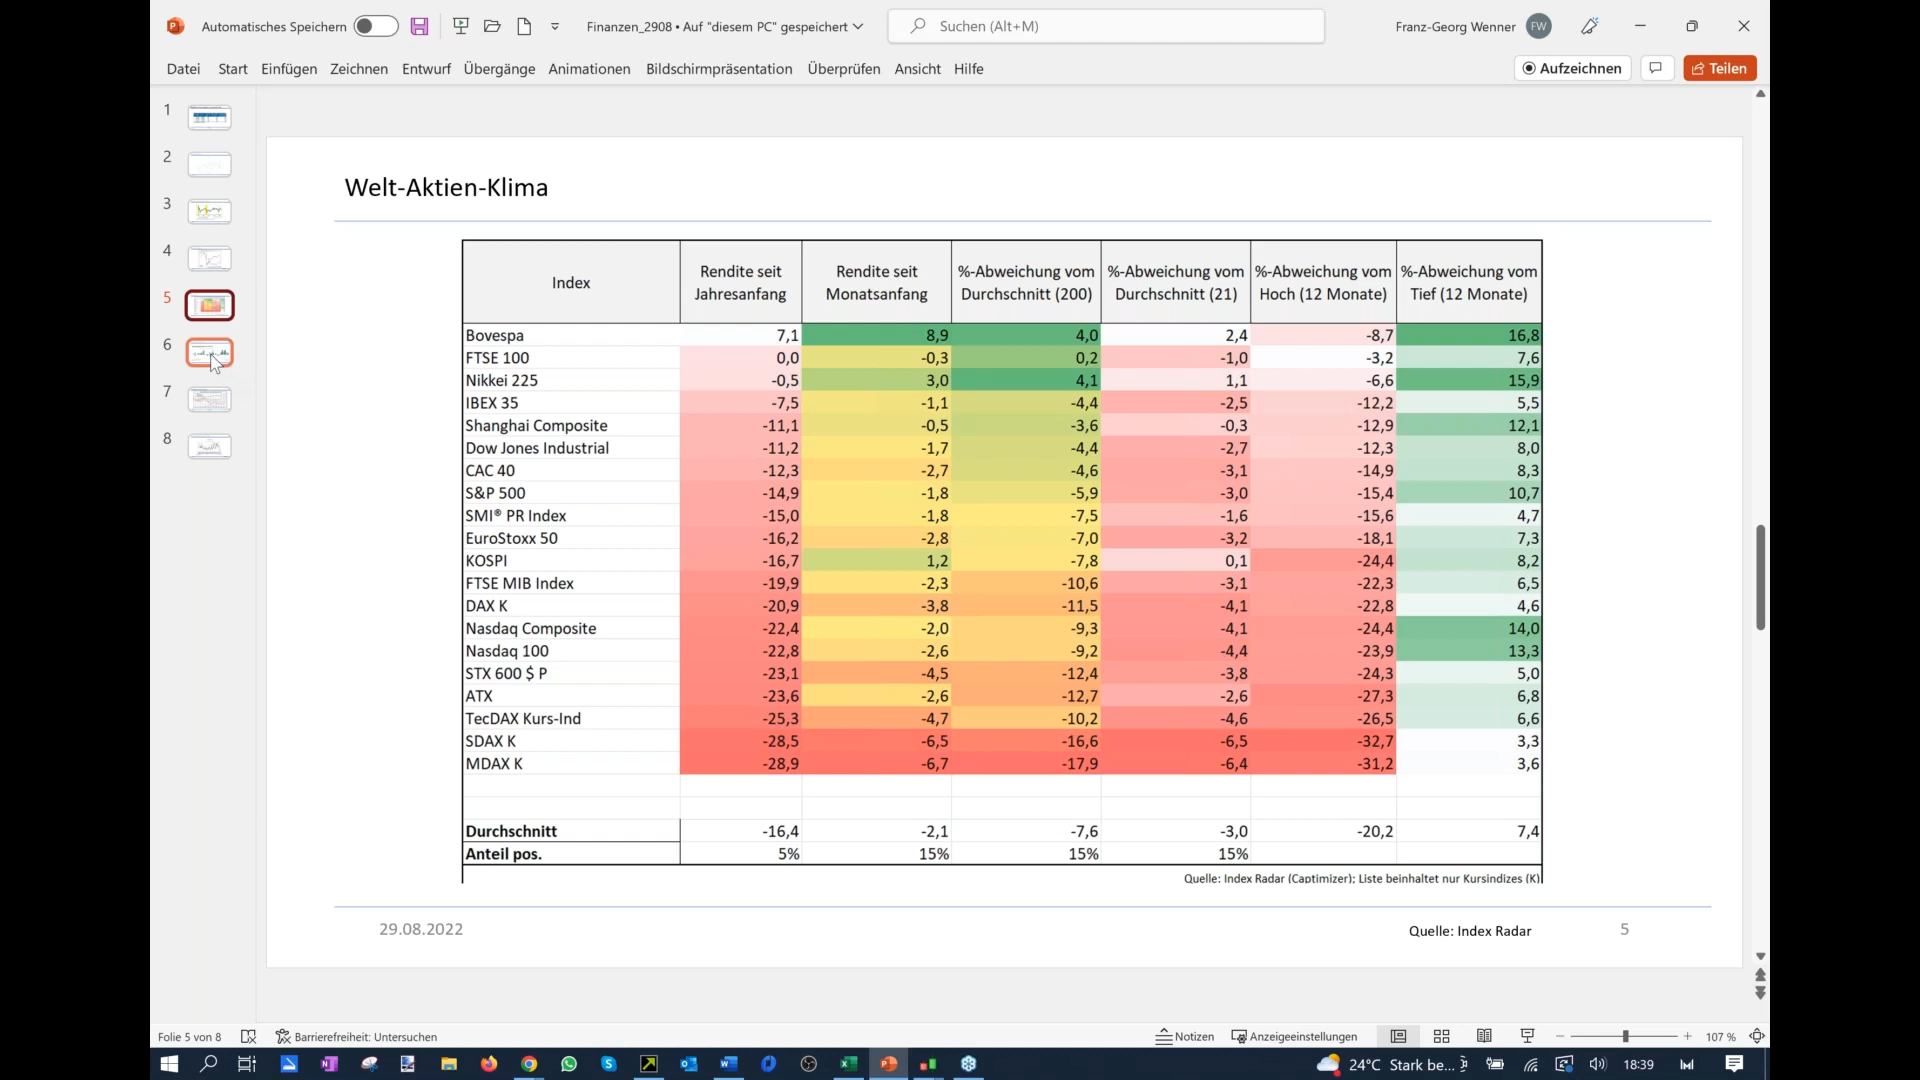 Automatisches Speichern
Finanzen_2908 • Auf "diesem PC" gespeichert
Suchen (Alt+M)
Franz-Georg Wenner FW
Datei Start Einfügen Zeichnen Entwurf Übergänge Animationen Bildschirmpräsentation Überprüfen Ansicht Hilfe
Aufzeichnen
Teilen
1
2
3
4
5
6
7
8
Welt-Aktien-Klima
Index Rendite seit Jahresanfang Rendite seit Monatsanfang %-Abweichung vom Durchschnitt (200) %-Abweichung vom Durchschnitt (21) %-Abweichung vom Hoch (12 Monate) %-Abweichung vom Tief (12 Monate)
Bovespa 7,1 8,9 4,0 2,4 -8,7 16,8
FTSE 100 0,0 -0,3 0,2 -1,0 -3,2 7,6
Nikkei 225 -0,5 3,0 4,1 1,1 -6,6 15,9
IBEX 35 -7,5 -1,1 -4,4 -2,5 -12,2 5,5
Shanghai Composite -11,1 -0,5 -3,6 -0,3 -12,9 12,1
Dow Jones Industrial -11,2 -1,7 -4,4 -2,7 -12,3 8,0
CAC 40 -12,3 -2,7 -4,6 -3,1 -14,9 8,3
S&P 500 -14,9 -1,8 -5,9 -3,0 -15,4 10,7
SMI® PR Index -15,0 -1,8 -7,5 -1,6 -15,6 4,7
EuroStoxx 50 -16,2 -2,8 -7,0 -3,2 -18,1 7,3
KOSPI -16,7 1,2 -7,8 0,1 -24,4 8,2
FTSE MIB Index -19,9 -2,3 -10,6 -3,1 -22,3 6,5
DAX K -20,9 -3,8 -11,5 -4,1 -22,8 4,6
Nasdaq Composite -22,4 -2,0 -9,3 -4,1 -24,4 14,0
Nasdaq 100 -22,8 -2,6 -9,2 -4,4 -23,9 13,3
STX 600 $ P -23,1 -4,5 -12,4 -3,8 -24,3 5,0
ATX -23,6 -2,6 -12,7 -2,6 -27,3 6,8
TecDAX Kurs-Ind -25,3 -4,7 -10,2 -4,6 -26,5 6,6
SDAX K -28,5 -6,5 -16,6 -6,5 -32,7 3,3
MDAX K -28,9 -6,7 -17,9 -6,4 -31,2 3,6
Durchschnitt -16,4 -2,1 -7,6 -3,0 -20,2 7,4
Anteil pos. 5% 15% 15% 15%
Quelle: Index Radar (Captimizer); Liste beinhaltet nur Kursindizes (K)
29.08.2022
Quelle: Index Radar
5
Folie 5 von 8
Barrierefreiheit: Untersuchen
Notizen
Anzeigeeinstellungen
107 %
24°C Stark be...
18:39